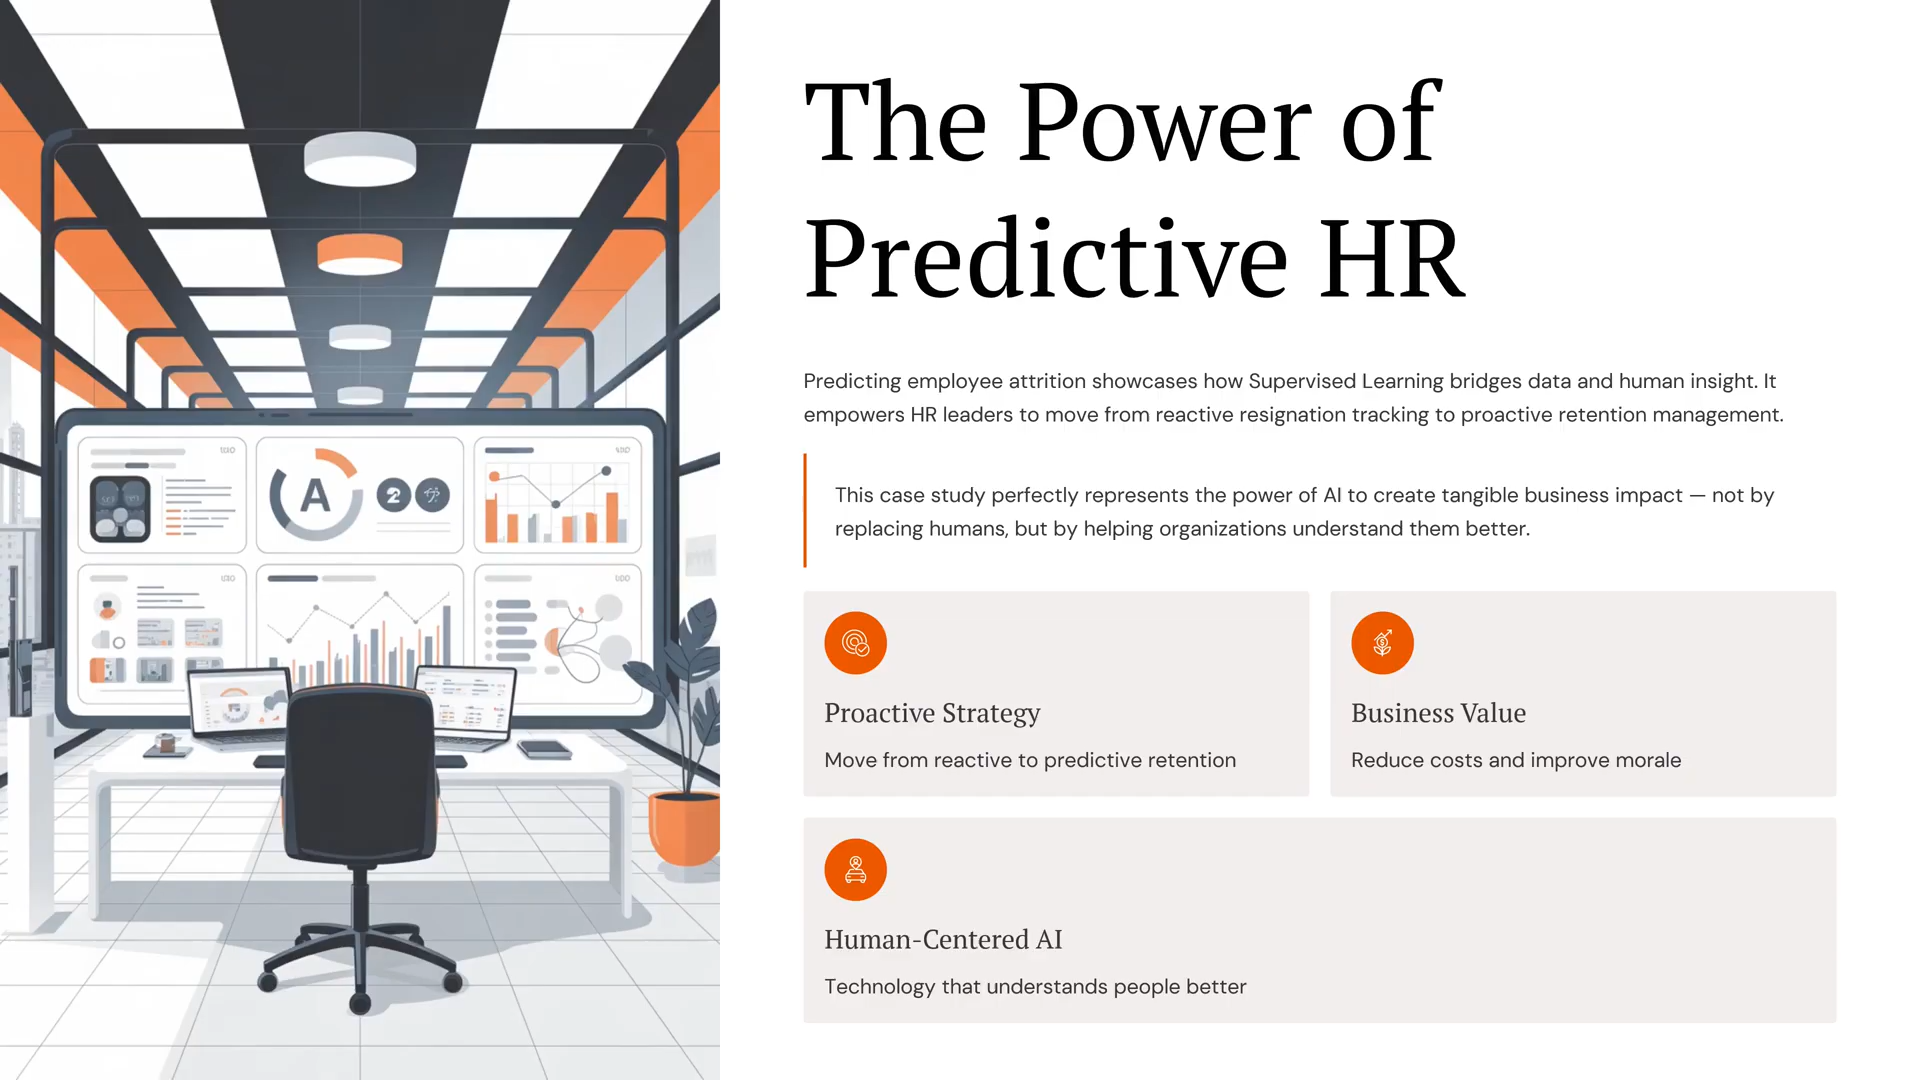 The Power of
Predictive HR
Predicting employee attrition showcases how Supervised Learning bridges data and human insight. It
empowers HR leaders to move from reactive resignation tracking to proactive retention management.
This case study perfectly represents the power of AI to create tangible business impact — not by
replacing humans, but by helping organizations understand them better.
Proactive Strategy
Move from reactive to predictive retention
Business Value
Reduce costs and improve morale
Human-Centered AI
Technology that understands people better
A
2